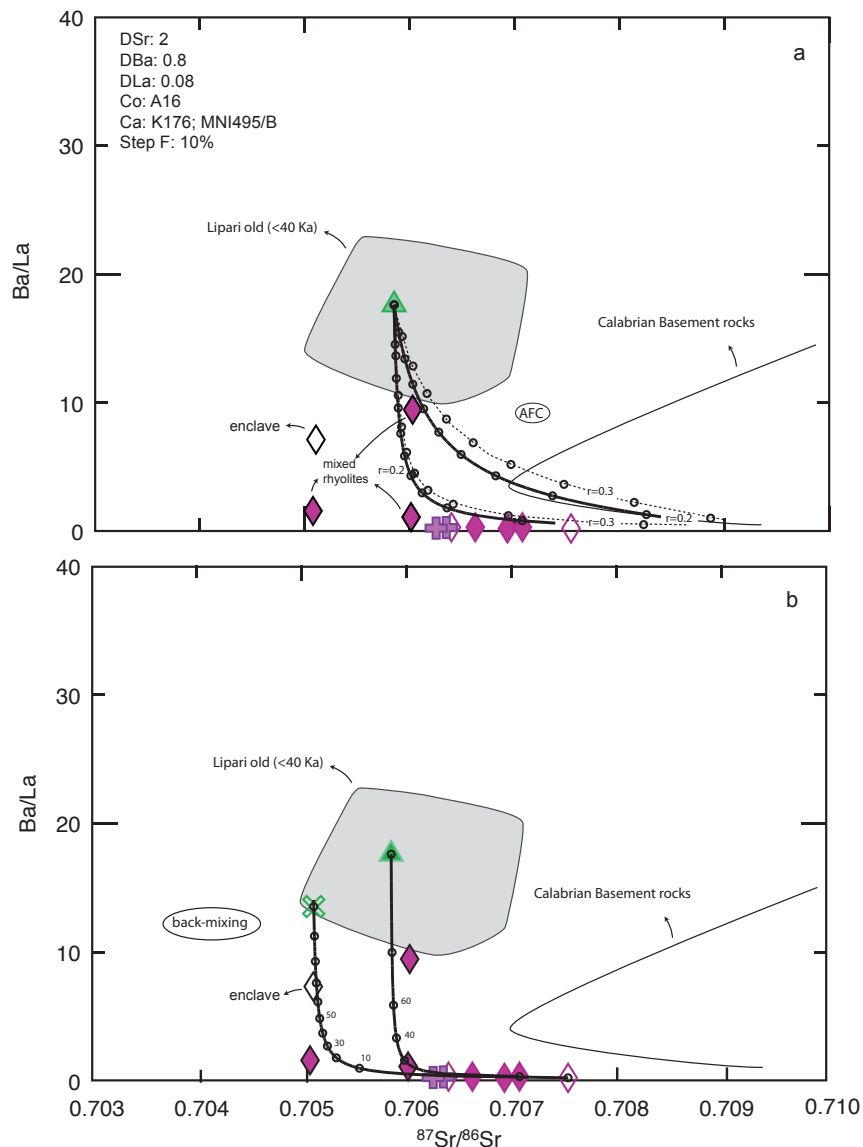 40
DSr: 2
DBa: 0.8
DLa: 0.08
Co: A16
Ca: K176; MNI495/B
Step F: 10%
a
30
Lipari old (<40 Ka)
Ba/La
20
Calabrian Basement rocks
10
AFC
enclave
mixed
rhyolites
r=0.2
r=0.3
r=0.3
r=0.2
0
40
b
30
Lipari old (<40 Ka)
Ba/La
20
Calabrian Basement rocks
back-mixing
10
60
enclave
50
40
30
10
0
0.703
0.704
0.705
0.706
0.707
0.708
0.709
0.710
87Sr/86Sr